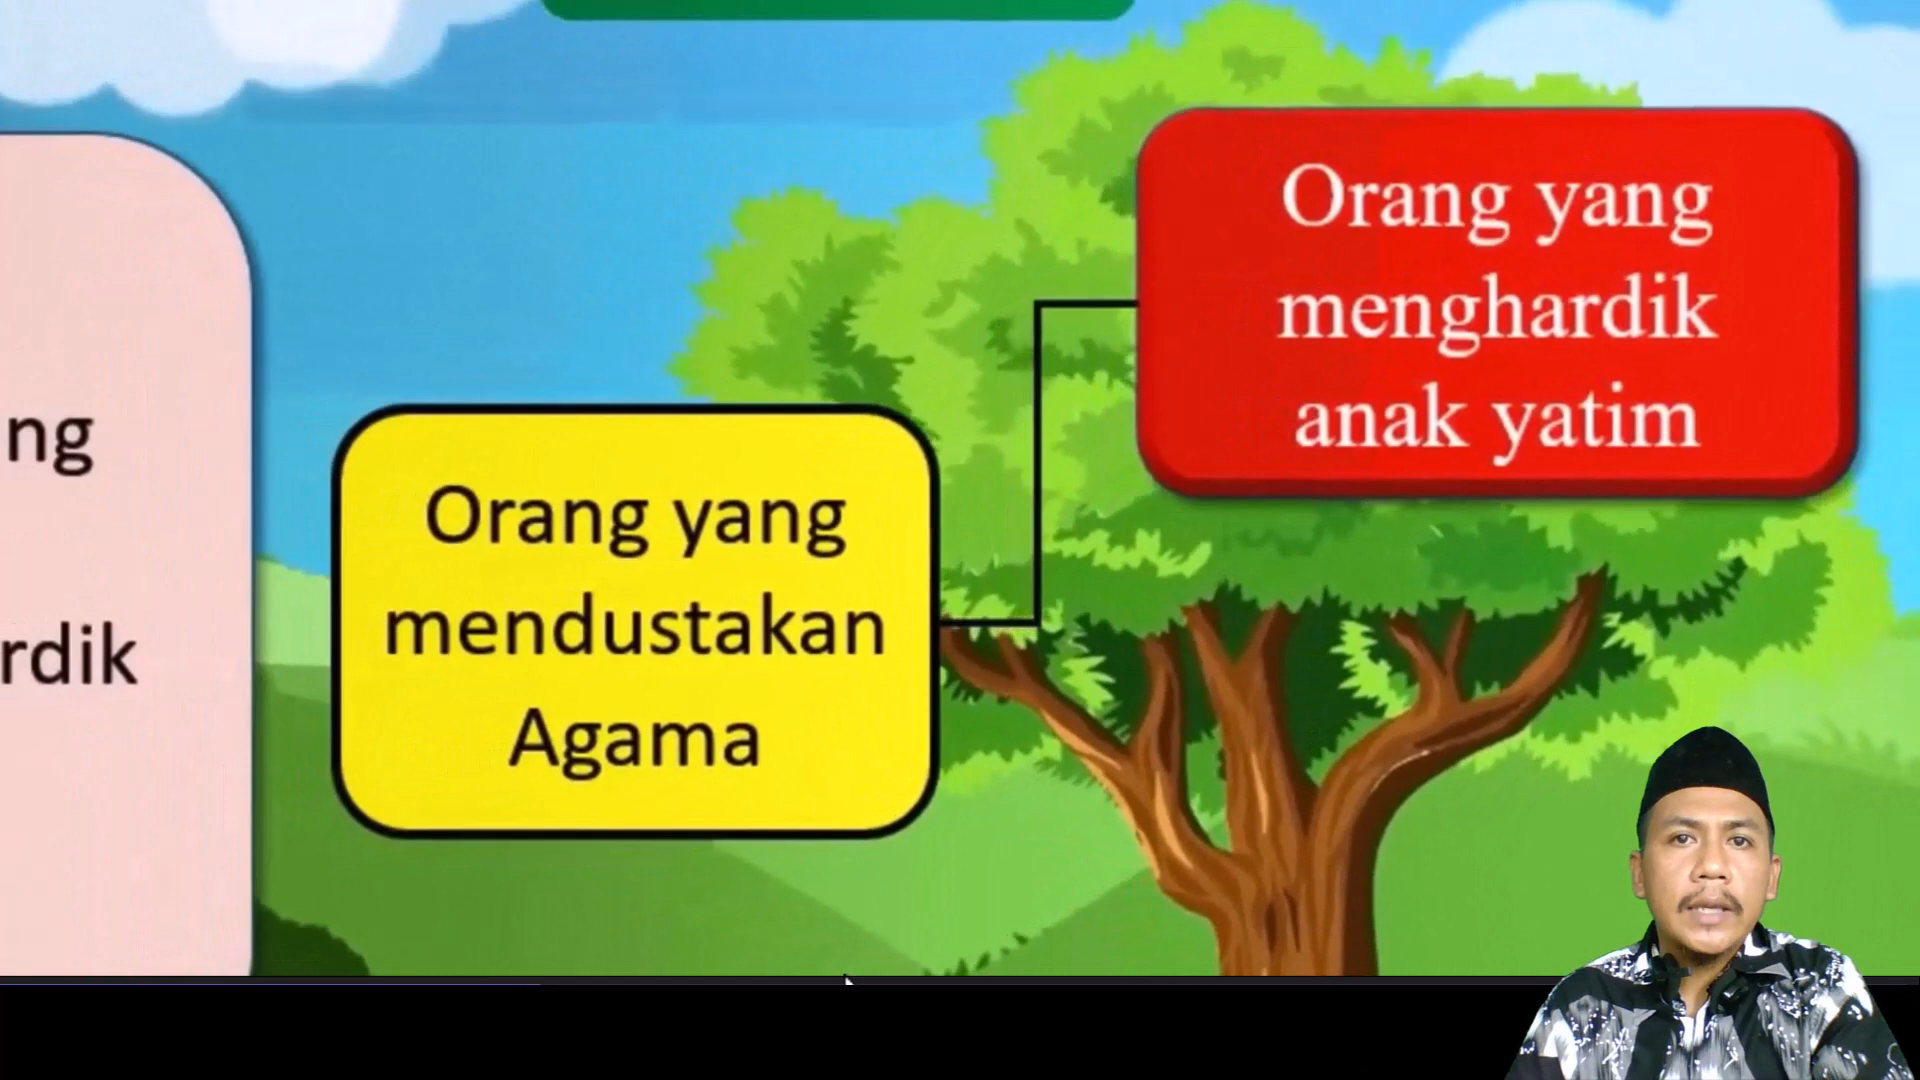 ng
rdik
Orang yang
mendustakan
Agama
Orang yang
menghardik
anak yatim